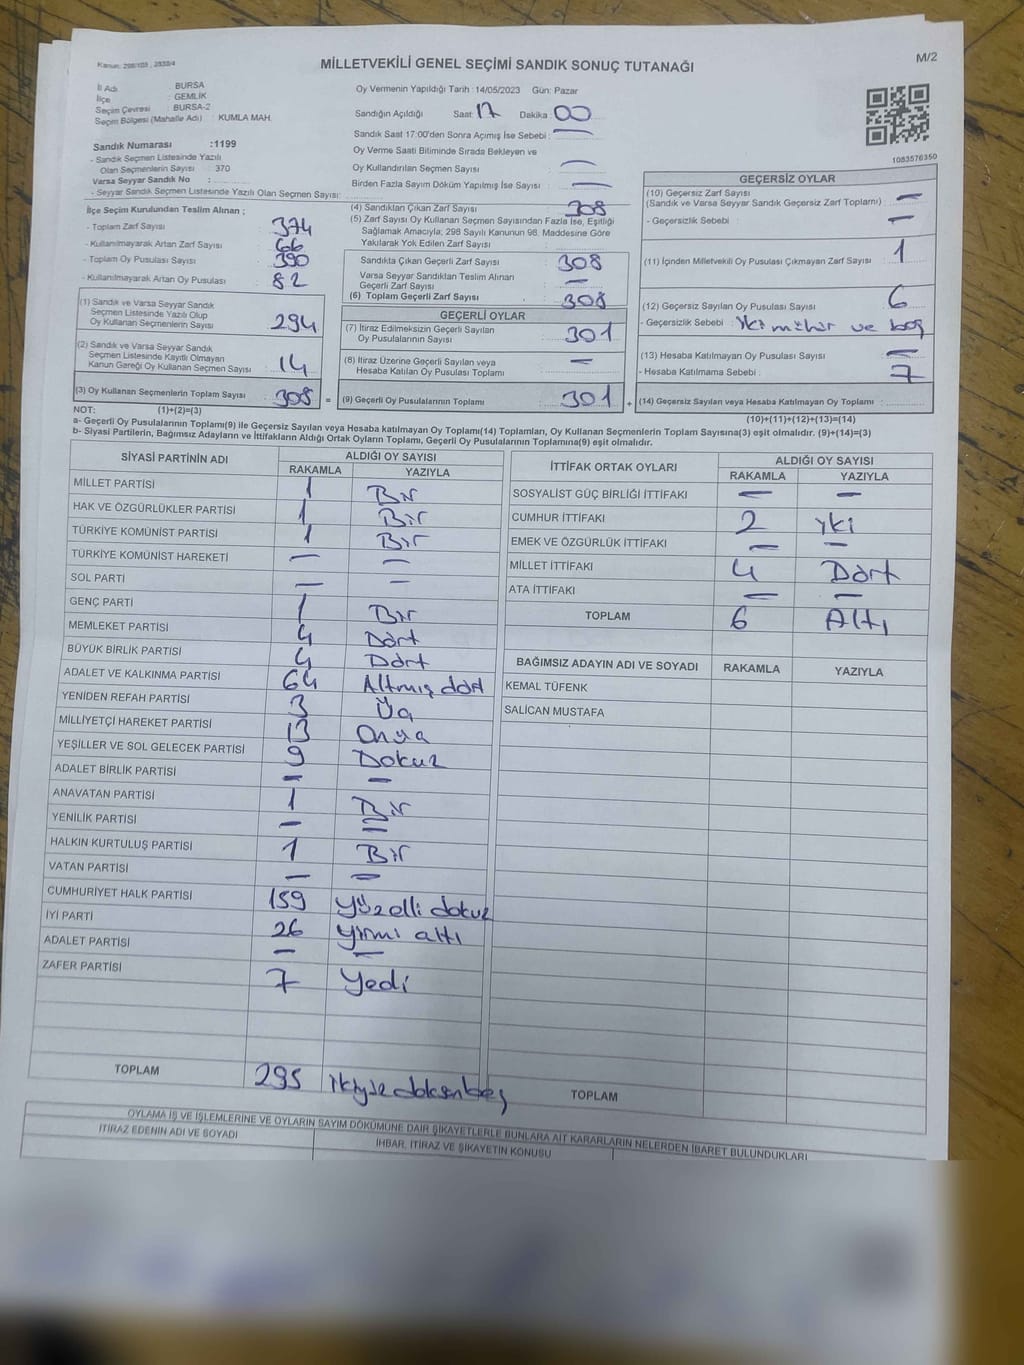 Kanun: 298/105 , 2839/4
M/2
MİLLETVEKİLİ GENEL SEÇİMİ SANDIK SONUÇ TUTANAĞI
İl Adı : BURSA
İlçe : GEMLİK
Seçim Çevresi : BURSA-2
Seçim Bölgesi (Mahalle Adı) : KUMLA MAH.
Sandık Numarası :1199
- Sandık Seçmen Listesinde Yazılı
Olan Seçmenlerin Sayısı : 370
Varsa Seyyar Sandık No :
- Seyyar Sandık Seçmen Listesinde Yazılı Olan Seçmen Sayısı:
Oy Vermenin Yapıldığı Tarih : 14/05/2023 Gün: Pazar
Sandığın Açıldığı Saat: 17 Dakika: 00
Sandık Saat 17:00'den Sonra Açımış İse Sebebi : —
Oy Verme Saati Bitiminde Sırada Bekleyen ve
Oy Kullandırılan Seçmen Sayısı : —
Birden Fazla Sayım Döküm Yapılmış İse Sayısı : —
1083576350
İlçe Seçim Kurulundan Teslim Alınan ;
- Toplam Zarf Sayısı : 374
- Kullanılmayarak Artan Zarf Sayısı : 66
- Toplam Oy Pusulası Sayısı : 390
- Kullanılmayarak Artan Oy Pusulası : 82
(1) Sandık ve Varsa Seyyar Sandık
Seçmen Listesinde Yazılı Olup
Oy Kullanan Seçmenlerin Sayısı : 294
(2) Sandık ve Varsa Seyyar Sandık
Seçmen Listesinde Kayıtlı Olmayan
Kanun Gereği Oy Kullanan Seçmen Sayısı : 14
(3) Oy Kullanan Seçmenlerin Toplam Sayısı : 308 =
(4) Sandıktan Çıkan Zarf Sayısı : 308
(5) Zarf Sayısı Oy Kullanan Seçmen Sayısından Fazla İse, Eşitliği
Sağlamak Amacıyla; 298 Sayılı Kanunun 98. Maddesine Göre
Yakılarak Yok Edilen Zarf Sayısı :
Sandıkta Çıkan Geçerli Zarf Sayısı : 308
Varsa Seyyar Sandıktan Teslim Alınan
Geçerli Zarf Sayısı : —
(6) Toplam Geçerli Zarf Sayısı : 308
GEÇERLİ OYLAR
(7) İtiraz Edilmeksizin Geçerli Sayılan
Oy Pusulalarının Sayısı : 301
(8) İtiraz Üzerine Geçerli Sayılan veya
Hesaba Katılan Oy Pusulası Toplamı : —
(9) Geçerli Oy Pusulalarının Toplamı : 301 +
GEÇERSİZ OYLAR
(10) Geçersiz Zarf Sayısı
(Sandık ve Varsa Seyyar Sandık Geçersiz Zarf Toplamı) : —
- Geçersizlik Sebebi : —
(11) İçinden Milletvekili Oy Pusulası Çıkmayan Zarf Sayısı : 1
(12) Geçersiz Sayılan Oy Pusulası Sayısı : 6
- Geçersizlik Sebebi : iki mühür ve boş
(13) Hesaba Katılmayan Oy Pusulası Sayısı : —
- Hesaba Katılmama Sebebi : 7
(14) Geçersiz Sayılan veya Hesaba Katılmayan Oy Toplamı :
NOT: (1)+(2)=(3) (10)+(11)+(12)+(13)=(14)
a- Geçerli Oy Pusulalarının Toplamı(9) ile Geçersiz Sayılan veya Hesaba katılmayan Oy Toplamı(14) Toplamları, Oy Kullanan Seçmenlerin Toplam Sayısına(3) eşit olmalıdır. (9)+(14)=(3)
b- Siyasi Partilerin, Bağımsız Adayların ve İttifakların Aldığı Ortak Oyların Toplamı, Geçerli Oy Pusulalarının Toplamına(9) eşit olmalıdır.
SİYASİ PARTİNİN ADI ALDIĞI OY SAYISI
RAKAMLA YAZIYLA
MİLLET PARTİSİ 1 Bir
HAK VE ÖZGÜRLÜKLER PARTİSİ 1 Bir
TÜRKİYE KOMÜNİST PARTİSİ 1 Bir
TÜRKİYE KOMÜNİST HAREKETİ — —
SOL PARTİ — —
GENÇ PARTİ 1 Bir
MEMLEKET PARTİSİ 4 Dört
BÜYÜK BİRLİK PARTİSİ 4 Dört
ADALET VE KALKINMA PARTİSİ 64 Altmış dört
YENİDEN REFAH PARTİSİ 3 Üç
MİLLİYETÇİ HAREKET PARTİSİ 13 Onüç
YEŞİLLER VE SOL GELECEK PARTİSİ 9 Dokuz
ADALET BİRLİK PARTİSİ — —
ANAVATAN PARTİSİ 1 Bir
YENİLİK PARTİSİ — —
HALKIN KURTULUŞ PARTİSİ 1 Bir
VATAN PARTİSİ — —
CUMHURİYET HALK PARTİSİ 159 Yüzelli dokuz
İYİ PARTİ 26 Yirmi altı
ADALET PARTİSİ — —
ZAFER PARTİSİ 7 Yedi
TOPLAM 295 ikiyüzdoksanbeş
İTTİFAK ORTAK OYLARI ALDIĞI OY SAYISI
RAKAMLA YAZIYLA
SOSYALİST GÜÇ BİRLİĞİ İTTİFAKI — —
CUMHUR İTTİFAKI 2 iki
EMEK VE ÖZGÜRLÜK İTTİFAKI — —
MİLLET İTTİFAKI 4 Dört
ATA İTTİFAKI — —
TOPLAM 6 Altı
BAĞIMSIZ ADAYIN ADI VE SOYADI RAKAMLA YAZIYLA
KEMAL TÜFENK
SALİCAN MUSTAFA
TOPLAM
OYLAMA İŞ VE İŞLEMLERİNE VE OYLARIN SAYIM DÖKÜMÜNE DAİR ŞİKAYETLERLE BUNLARA AİT KARARLARIN NELERDEN İBARET BULUNDUKLARI
İTİRAZ EDENİN ADI VE SOYADI İHBAR, İTİRAZ VE ŞİKAYETİN KONUSU